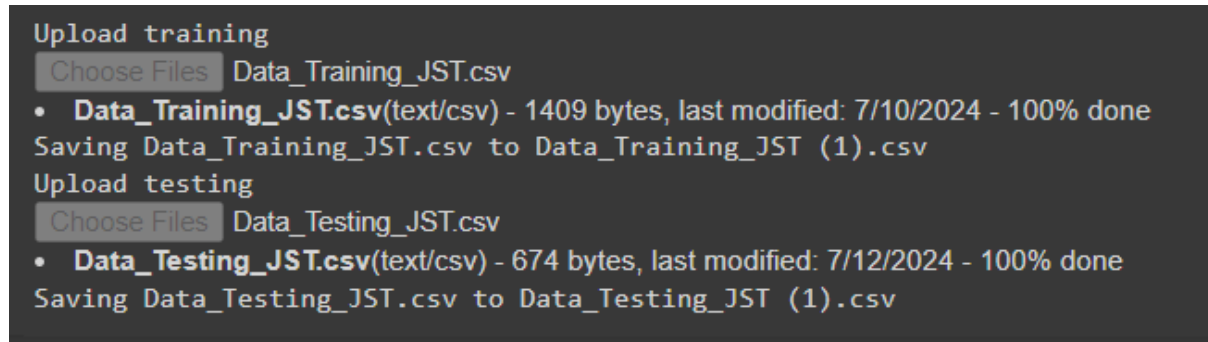 Upload training
Choose Files Data_Training_JST.csv
• Data_Training_JST.csv(text/csv) - 1409 bytes, last modified: 7/10/2024 - 100% done
Saving Data_Training_JST.csv to Data_Training_JST (1).csv
Upload testing
Choose Files Data_Testing_JST.csv
• Data_Testing_JST.csv(text/csv) - 674 bytes, last modified: 7/12/2024 - 100% done
Saving Data_Testing_JST.csv to Data_Testing_JST (1).csv